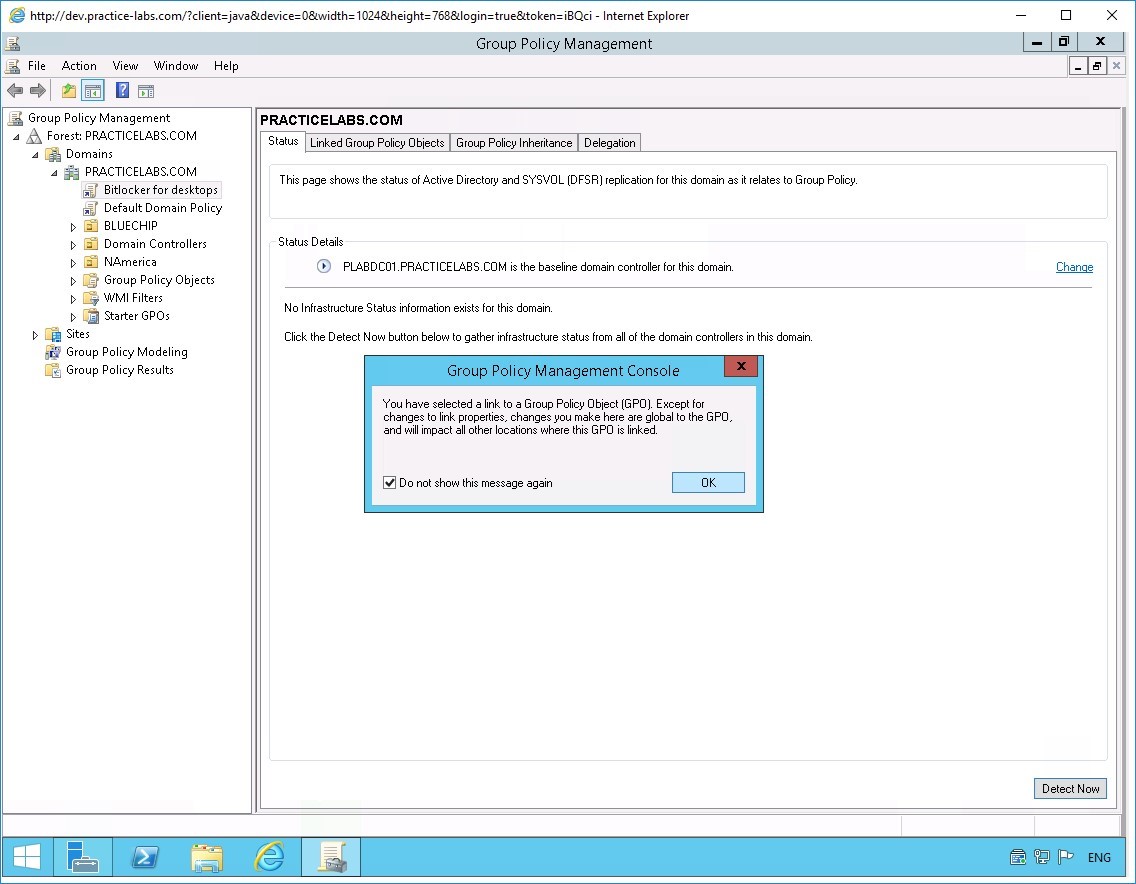 http://dev.practice-labs.com/?client=java&device=0&width=1024&height=768&login=true&token=iBQci - Internet Explorer
Group Policy Management
File Action View Window Help
Group Policy Management
Forest: PRACTICELABS.COM
Domains
PRACTICELABS.COM
Bitlocker for desktops
Default Domain Policy
BLUECHIP
Domain Controllers
NAmerica
Group Policy Objects
WMI Filters
Starter GPOs
Sites
Group Policy Modeling
Group Policy Results
PRACTICELABS.COM
Status Linked Group Policy Objects Group Policy Inheritance Delegation
This page shows the status of Active Directory and SYSVOL (DFSR) replication for this domain as it relates to Group Policy.
Status Details
PLABDC01.PRACTICELABS.COM is the baseline domain controller for this domain. Change
No Infrastructure Status information exists for this domain.
Click the Detect Now button below to gather infrastructure status from all of the domain controllers in this domain.
Group Policy Management Console
You have selected a link to a Group Policy Object (GPO). Except for
changes to link properties, changes you make here are global to the GPO,
and will impact all other locations where this GPO is linked.
Do not show this message again OK
Detect Now
ENG